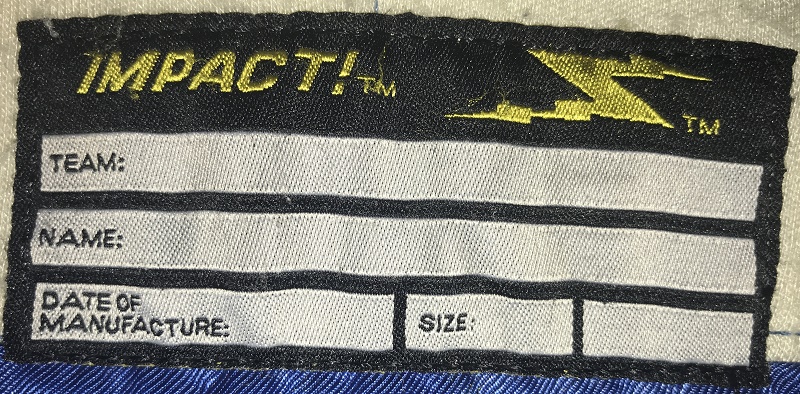 IMPACT!™
TM
TEAM:
NAME:
DATE OF
MANUFACTURE:
SIZE: